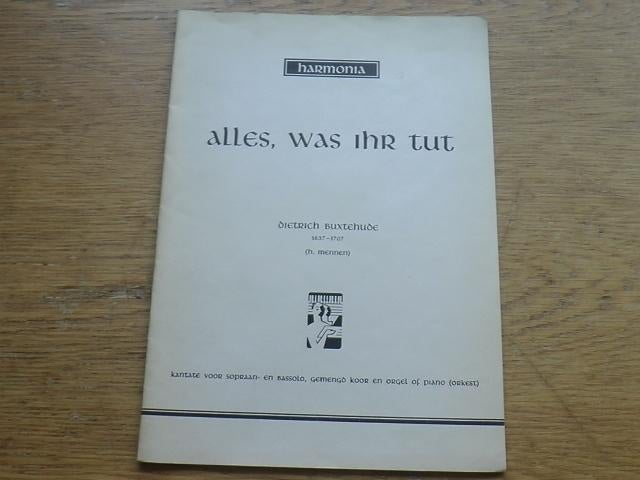 harmonia
alles, was ihr tut
dietrich buxtehude
1637-1707
(h. mennen)
kantate voor sopraan- en bassolo, gemengd koor en orgel of piano (orkest)